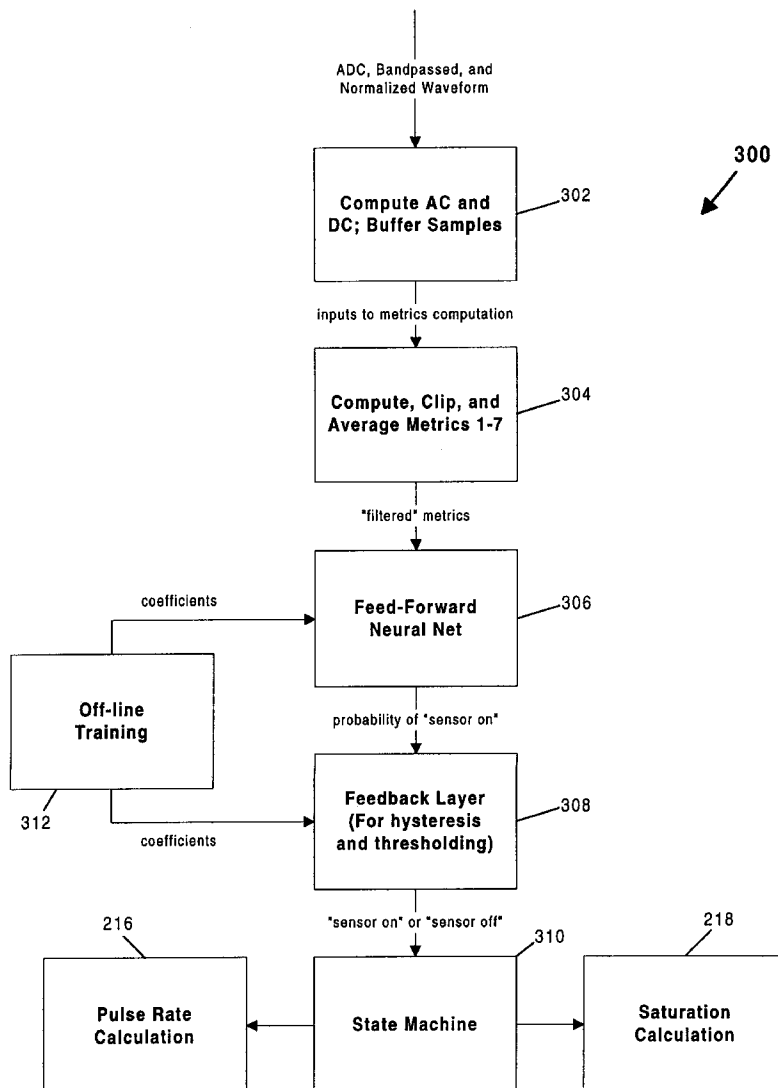 ADC, Bandpassed, and
Normalized Waveform
300
Compute AC and
DC; Buffer Samples
302
inputs to metrics computation
Compute, Clip, and
Average Metrics 1-7
304
"filtered" metrics
coefficients
Feed-Forward
Neural Net
306
Off-line
Training
312
probability of "sensor on"
Feedback Layer
(For hysteresis
and thresholding)
308
coefficients
"sensor on" or "sensor off"
216
310
218
Pulse Rate
Calculation
State Machine
Saturation
Calculation